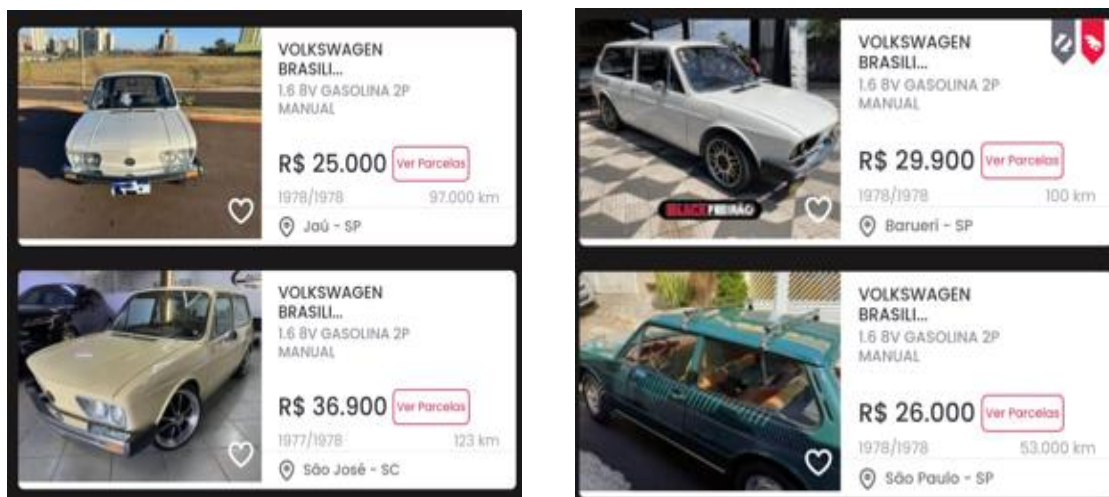 VOLKSWAGEN
BRASILI...
1.6 8V GASOLINA 2P
MANUAL
R$ 25.000 Ver Parcelas
1978/1978 97.000 km
Jaú - SP
VOLKSWAGEN
BRASILI...
1.6 8V GASOLINA 2P
MANUAL
R$ 36.900 Ver Parcelas
1977/1978 123 km
São José - SC
VOLKSWAGEN
BRASILI...
1.6 8V GASOLINA 2P
MANUAL
R$ 29.900 Ver Parcelas
1978/1978 100 km
BLACK FEIRÃO
Barueri - SP
VOLKSWAGEN
BRASILI...
1.6 8V GASOLINA 2P
MANUAL
R$ 26.000 Ver Parcelas
1978/1978 53.000 km
São Paulo - SP